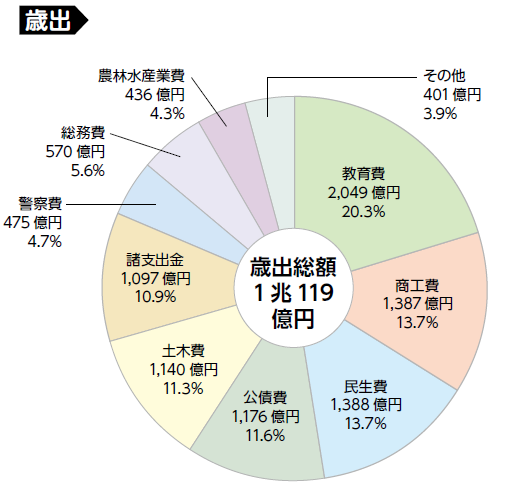 歳出
その他
401億円
3.9%
農林水産業費
436 億円
4.3%
総務費
570 億円
5.6%
警察費
475 億円
4.7%
諸支出金
1,097 億円
10.9%
土木費
1,140 億円
11.3%
公債費
1,176 億円
11.6%
民生費
1,388 億円
13.7%
商工費
1,387 億円
13.7%
教育費
2,049 億円
20.3%
歳出総額
1 兆 119
億円